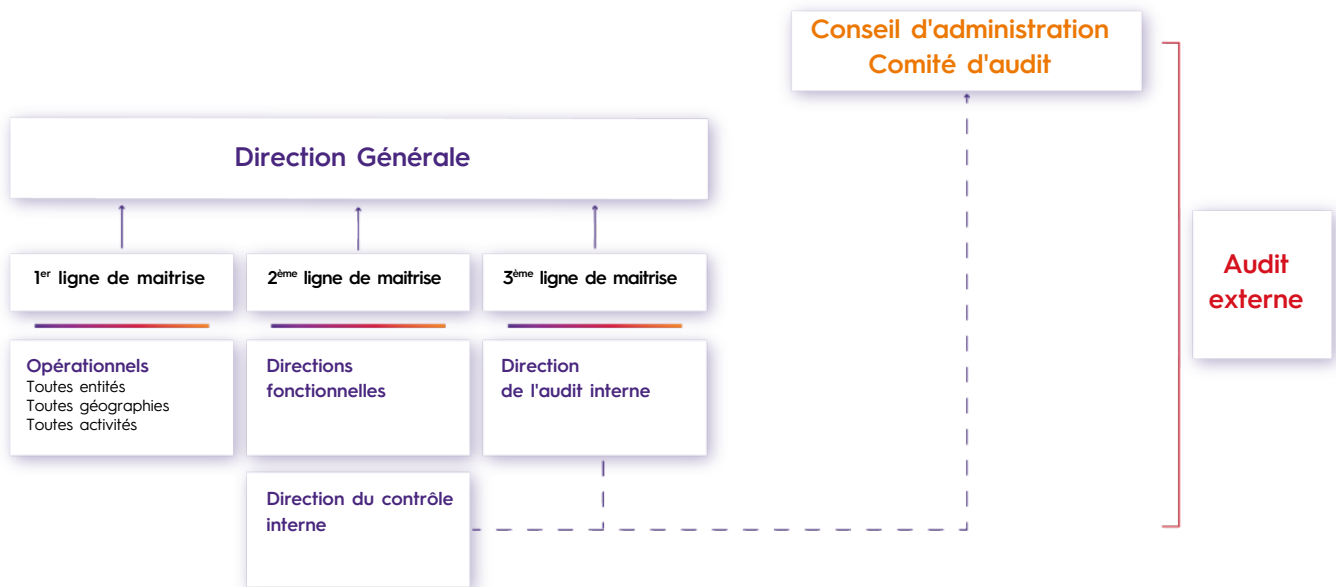 Conseil d'administration
Comité d'audit
Direction Générale
1er ligne de maitrise
2ème ligne de maitrise
3ème ligne de maitrise
Opérationnels
Toutes entités
Toutes géographies
Toutes activités
Directions
fonctionnelles
Direction
de l'audit interne
Direction du contrôle
interne
Audit
externe